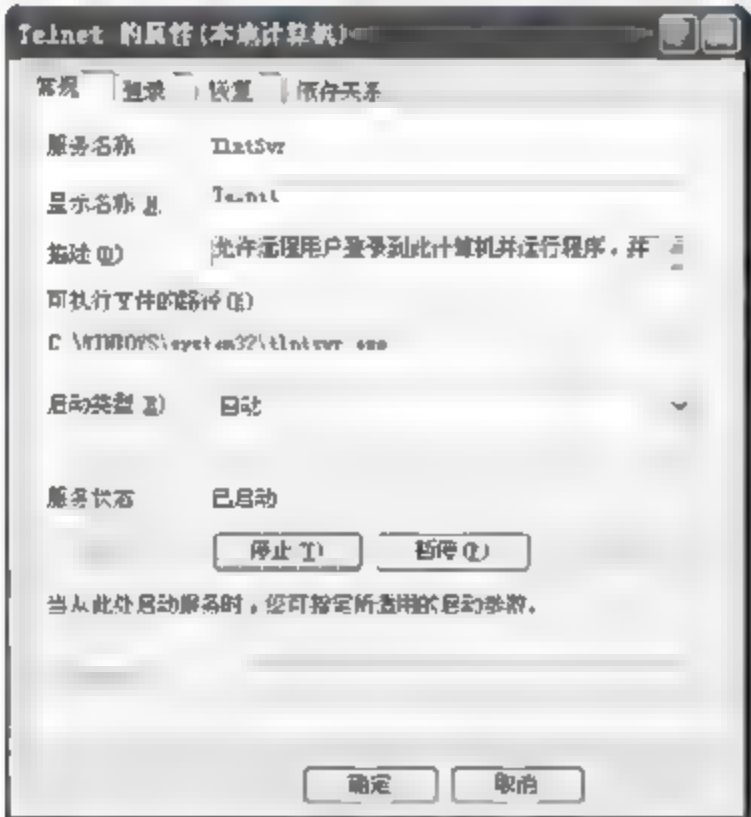 Telnet 的属性(本地计算机)
常规 登录 恢复 依存关系
服务名称 TlntSvr
显示名称 N
Telnet
描述(D) 允许远程用户登录到此计算机并运行程序，并
可执行文件的路径(H)
C \WINDOWS\system32\tlntsvr exe
启动类型 E) 自动
服务状态 已启动
停止 T) 暂停(P)
当从此处启动服务时，您可指定所适用的启动参数。
确定 取消